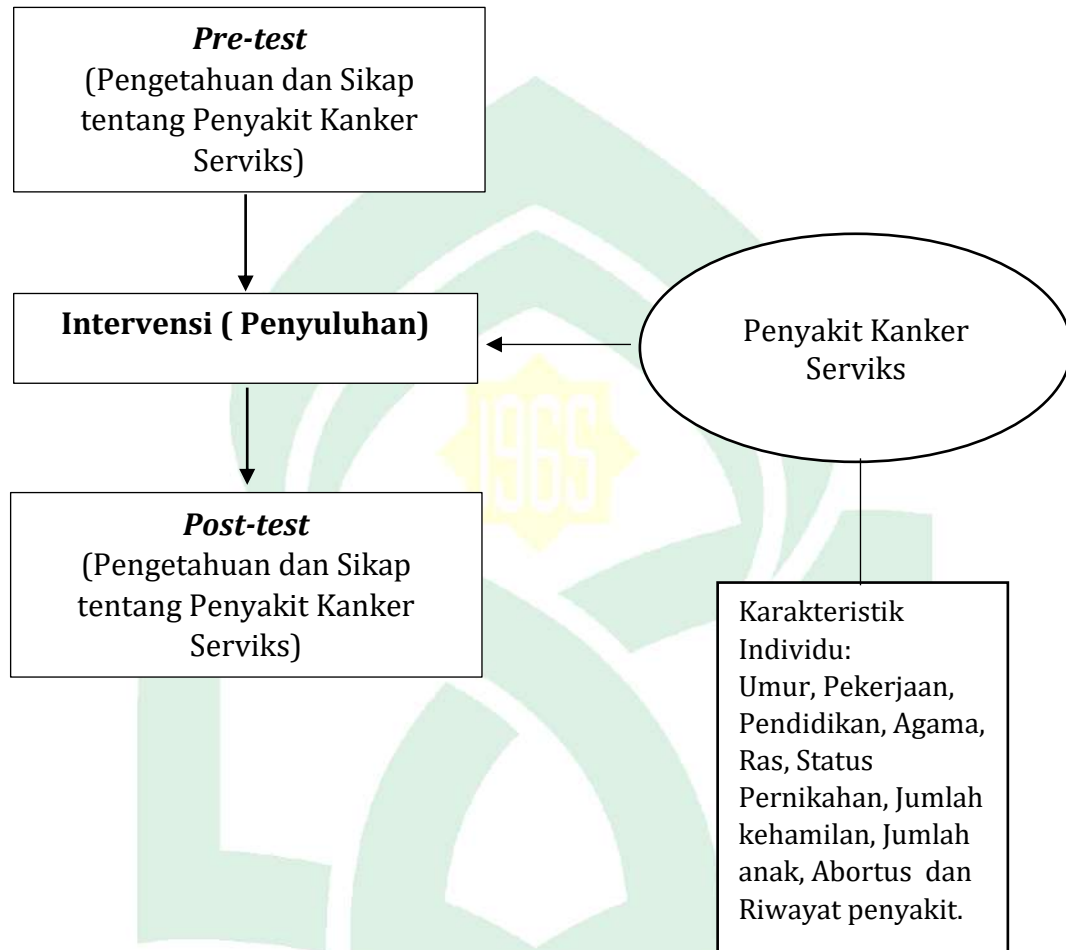 Pre-test
(Pengetahuan dan Sikap
tentang Penyakit Kanker
Serviks)
Intervensi ( Penyuluhan)
Penyakit Kanker
Serviks
1965
Post-test
(Pengetahuan dan Sikap
tentang Penyakit Kanker
Serviks)
Karakteristik
Individu:
Umur, Pekerjaan,
Pendidikan, Agama,
Ras, Status
Pernikahan, Jumlah
kehamilan, Jumlah
anak, Abortus  dan
Riwayat penyakit.